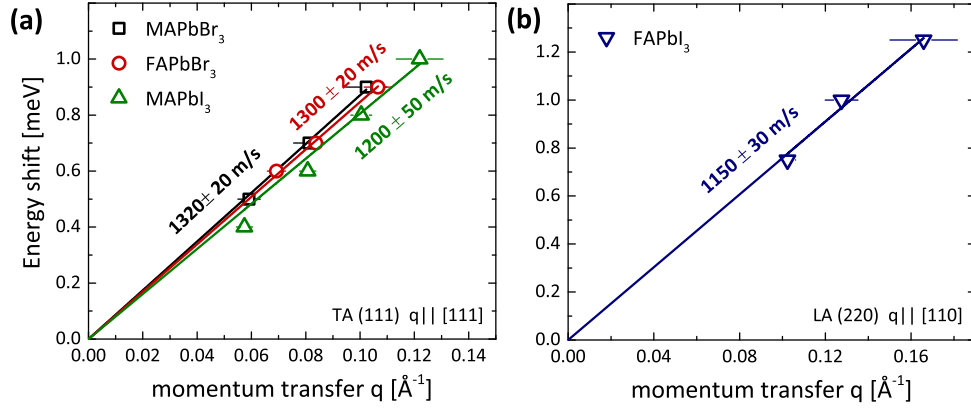 (a)
MAPbBr3
FAPbBr3
MAPbI3
1320± 20 m/s
1300 ± 20 m/s
1200 ± 50 m/s
Energy shift [meV]
1.0
0.8
0.6
0.4
0.2
0.0
TA (111) q|| [111]
0.00 0.02 0.04 0.06 0.08 0.10 0.12 0.14
momentum transfer q [Å-1]
(b)
FAPbI3
1150 ± 30 m/s
1.2
1.0
0.8
0.6
0.4
0.2
0.0
LA (220) q|| [110]
0.00 0.04 0.08 0.12 0.16
momentum transfer q [Å-1]